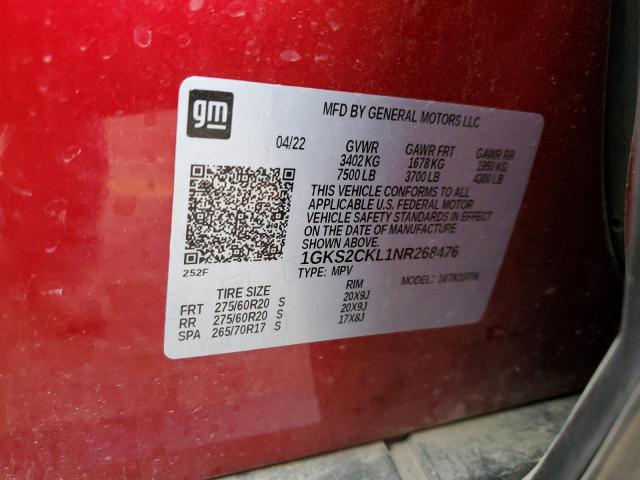 gm
MFD BY GENERAL MOTORS LLC
04/22 GVWR GAWR FRT GAWR RR
3402 KG 1678 KG 1950 KG
7500 LB 3700 LB 4300 LB
THIS VEHICLE CONFORMS TO ALL
APPLICABLE U.S. FEDERAL MOTOR
VEHICLE SAFETY STANDARDS IN EFFECT
ON THE DATE OF MANUFACTURE
SHOWN ABOVE.
1GKS2CKL1NR268476
252F
TYPE: MPV MODEL:
TIRE SIZE RIM
FRT 275/60R20 S 20X9J
RR 275/60R20 S 20X9J
SPA 265/70R17 S 17X8J